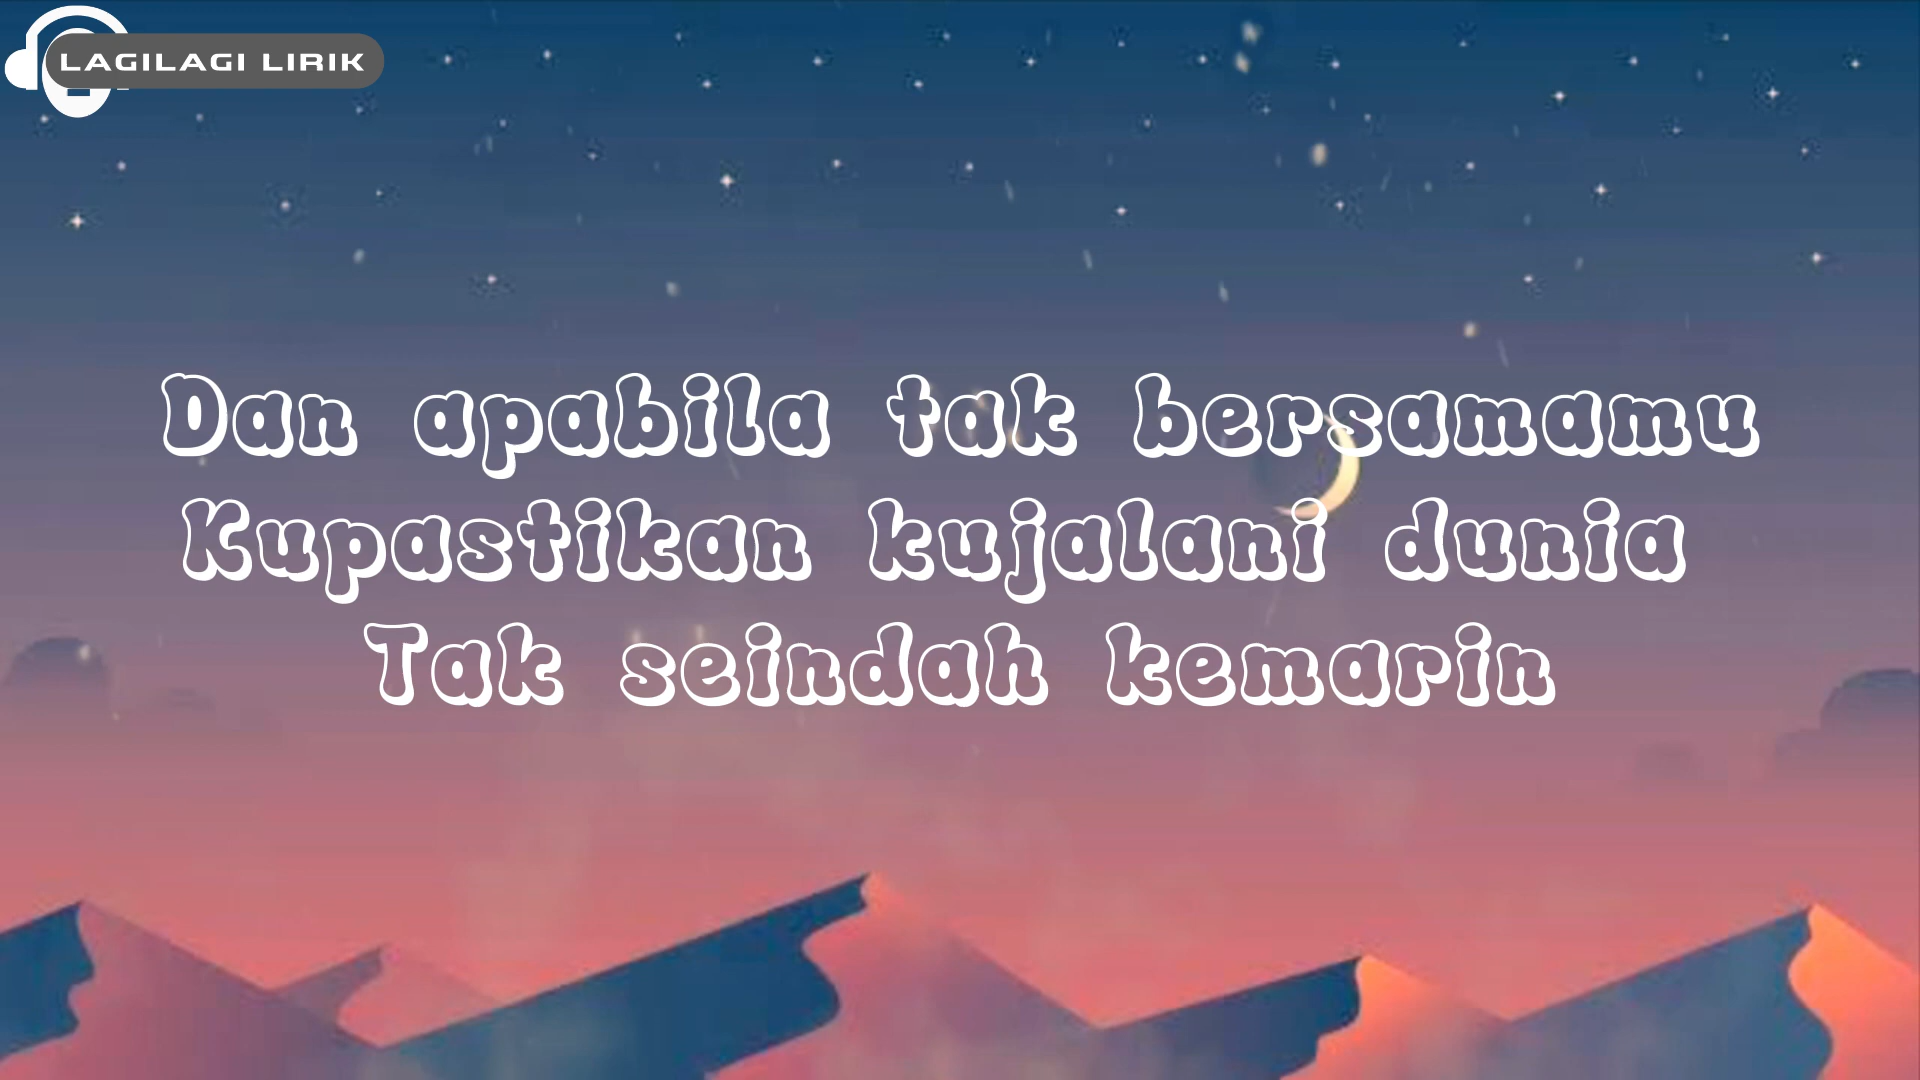 LAGILAGI LIRIK
Dan apabila tak bersamamu
Kupastikan kujalani dunia
Tak seindah kemarin